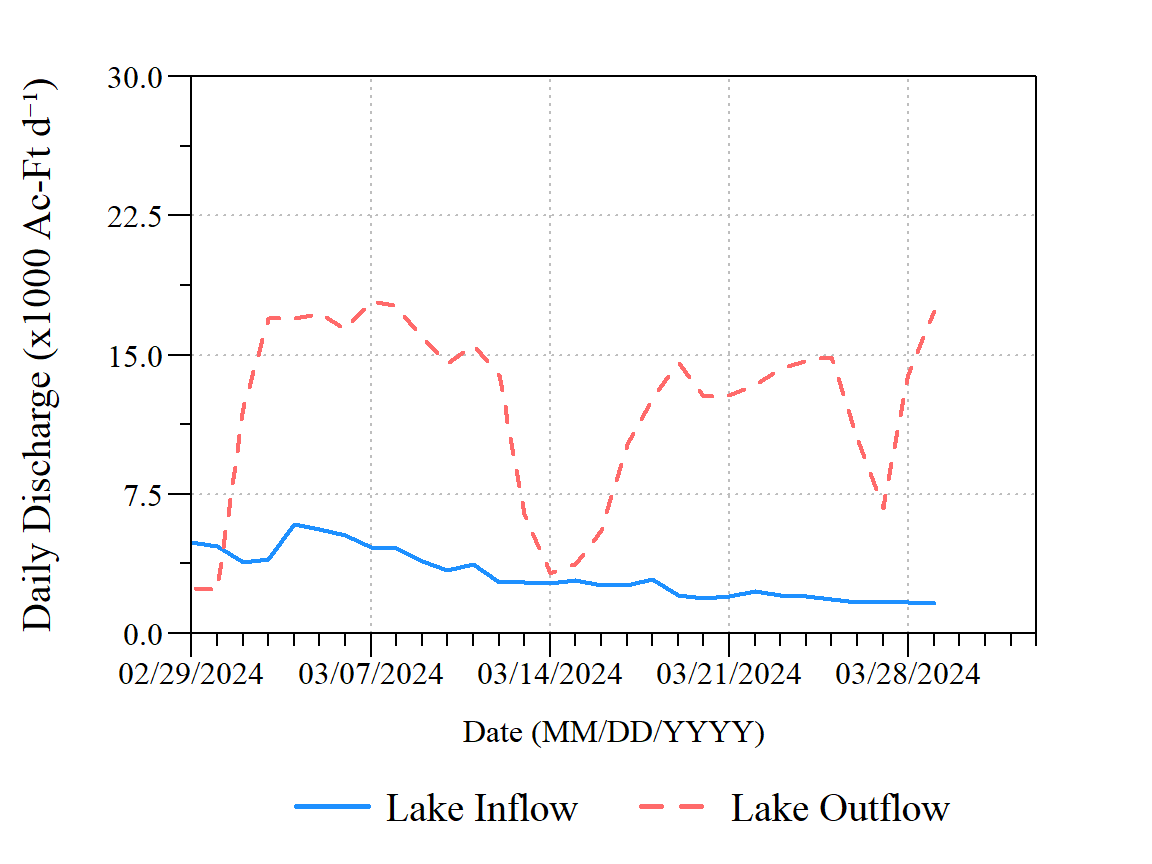 Daily Discharge (x1000 Ac-Ft d⁻¹)
30.0
22.5
15.0
7.5
0.0
02/29/2024 03/07/2024 03/14/2024 03/21/2024 03/28/2024
Date (MM/DD/YYYY)
Lake Inflow Lake Outflow